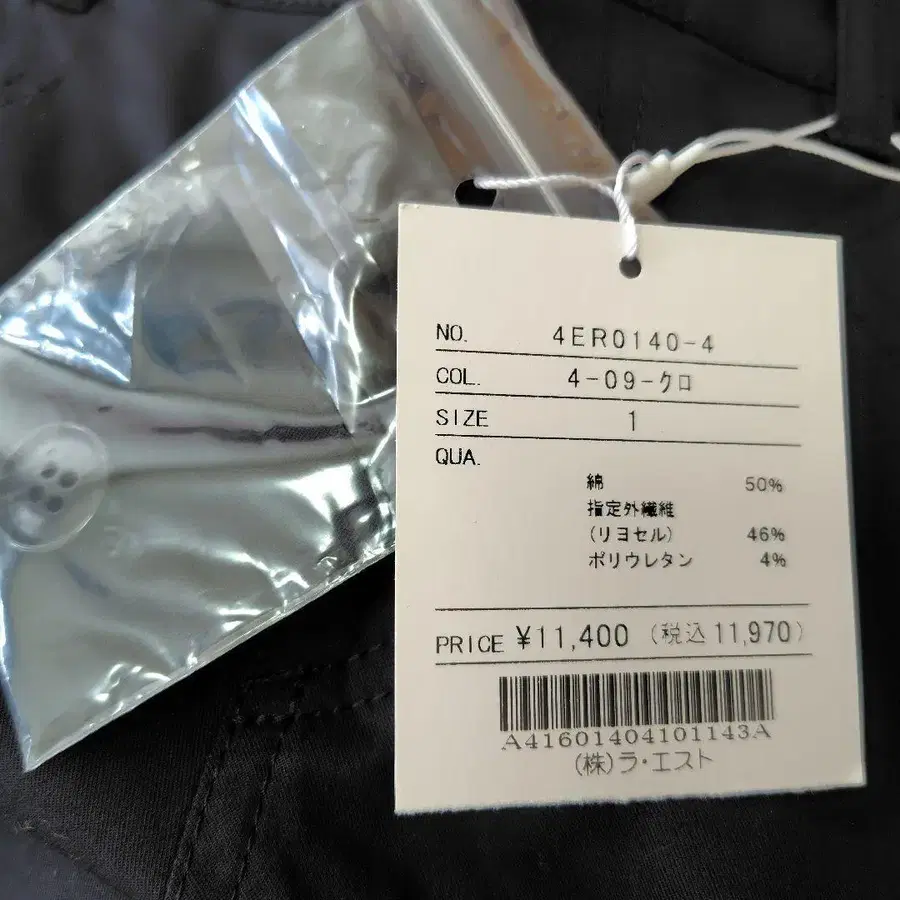 NO. 4ER0140-4
COL. 4-09-クロ
SIZE 1
QUA.
綿 50%
指定外繊維
(リヨセル) 46%
ポリウレタン 4%
PRICE ¥11,400 (税込 11,970)
A41601404101143A
(株)ラ・エスト